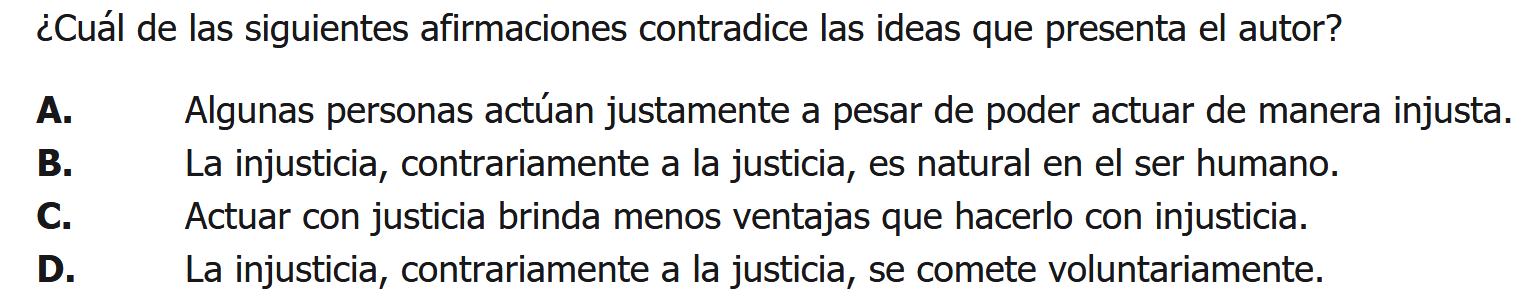 ¿Cuál de las siguientes afirmaciones contradice las ideas que presenta el autor?
A. Algunas personas actúan justamente a pesar de poder actuar de manera injusta.
B. La injusticia, contrariamente a la justicia, es natural en el ser humano.
C. Actuar con justicia brinda menos ventajas que hacerlo con injusticia.
D. La injusticia, contrariamente a la justicia, se comete voluntariamente.